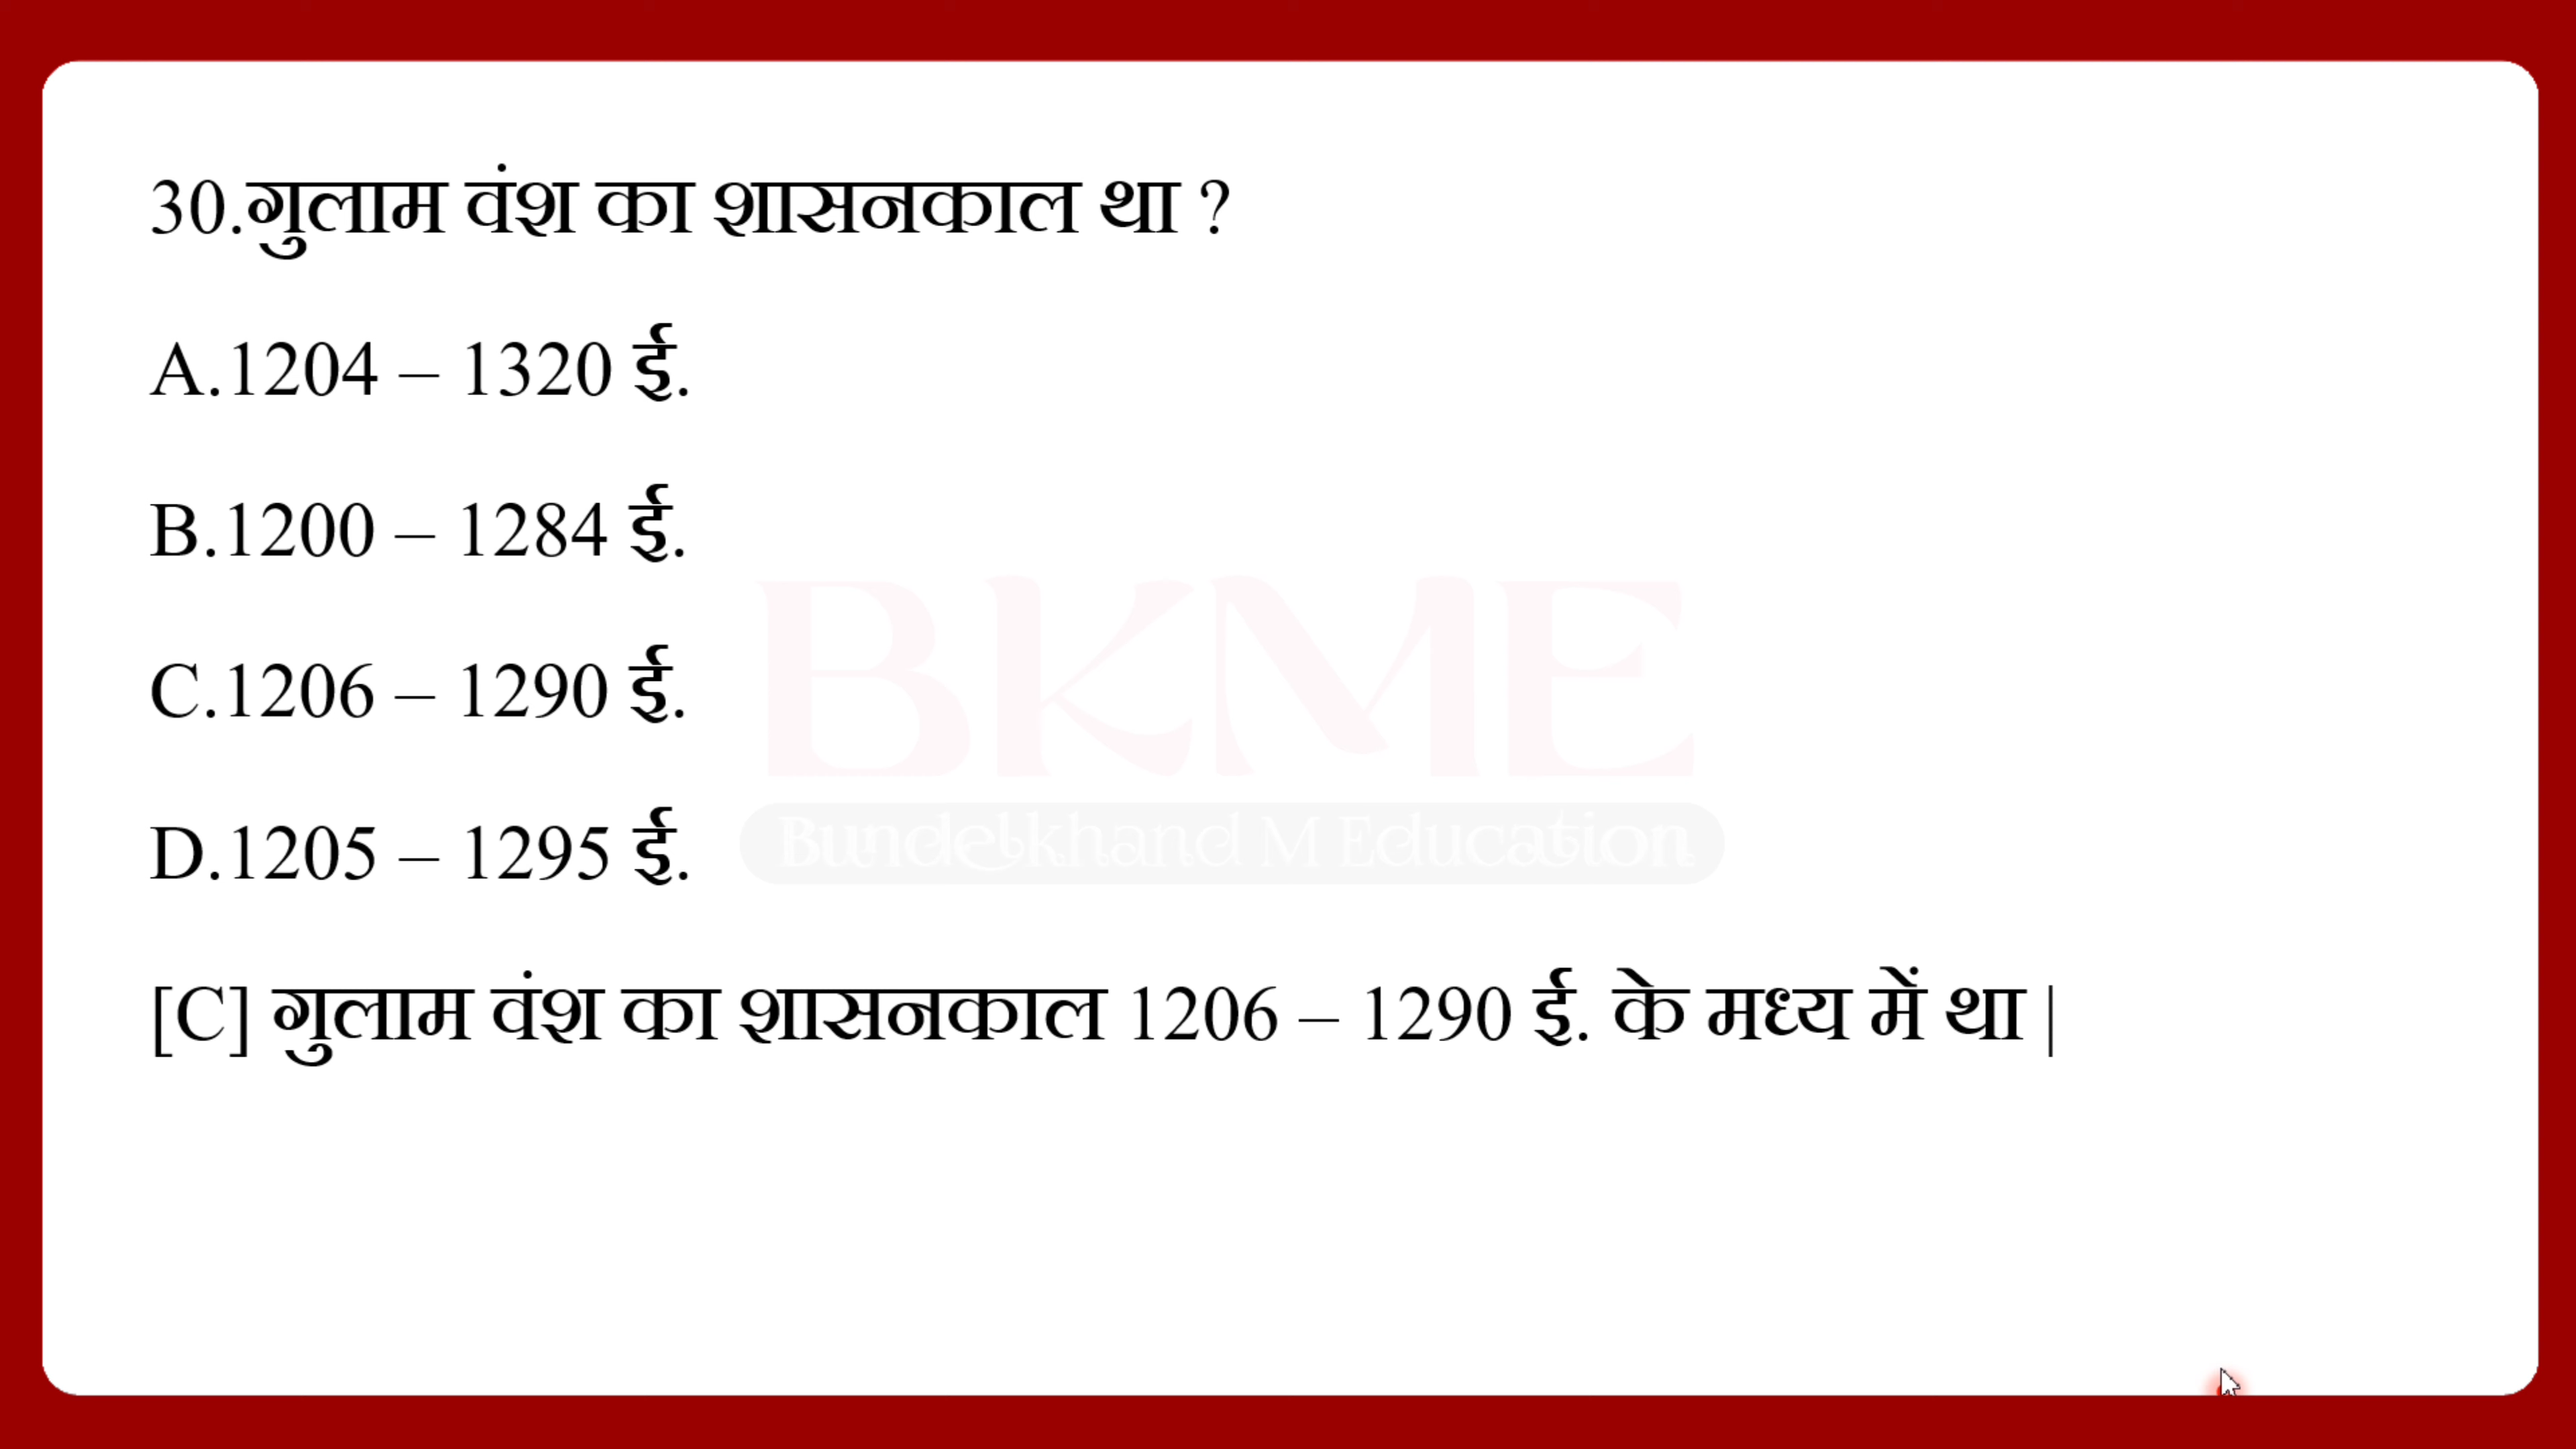 30.गुलाम वंश का शासनकाल था ?
A.1204 – 1320 ई.
B.1200 – 1284 ई.
C.1206 – 1290 ई.
D.1205 – 1295 ई.
[C] गुलाम वंश का शासनकाल 1206 – 1290 ई. के मध्य में था |
BKME
Bundelkhand M Education